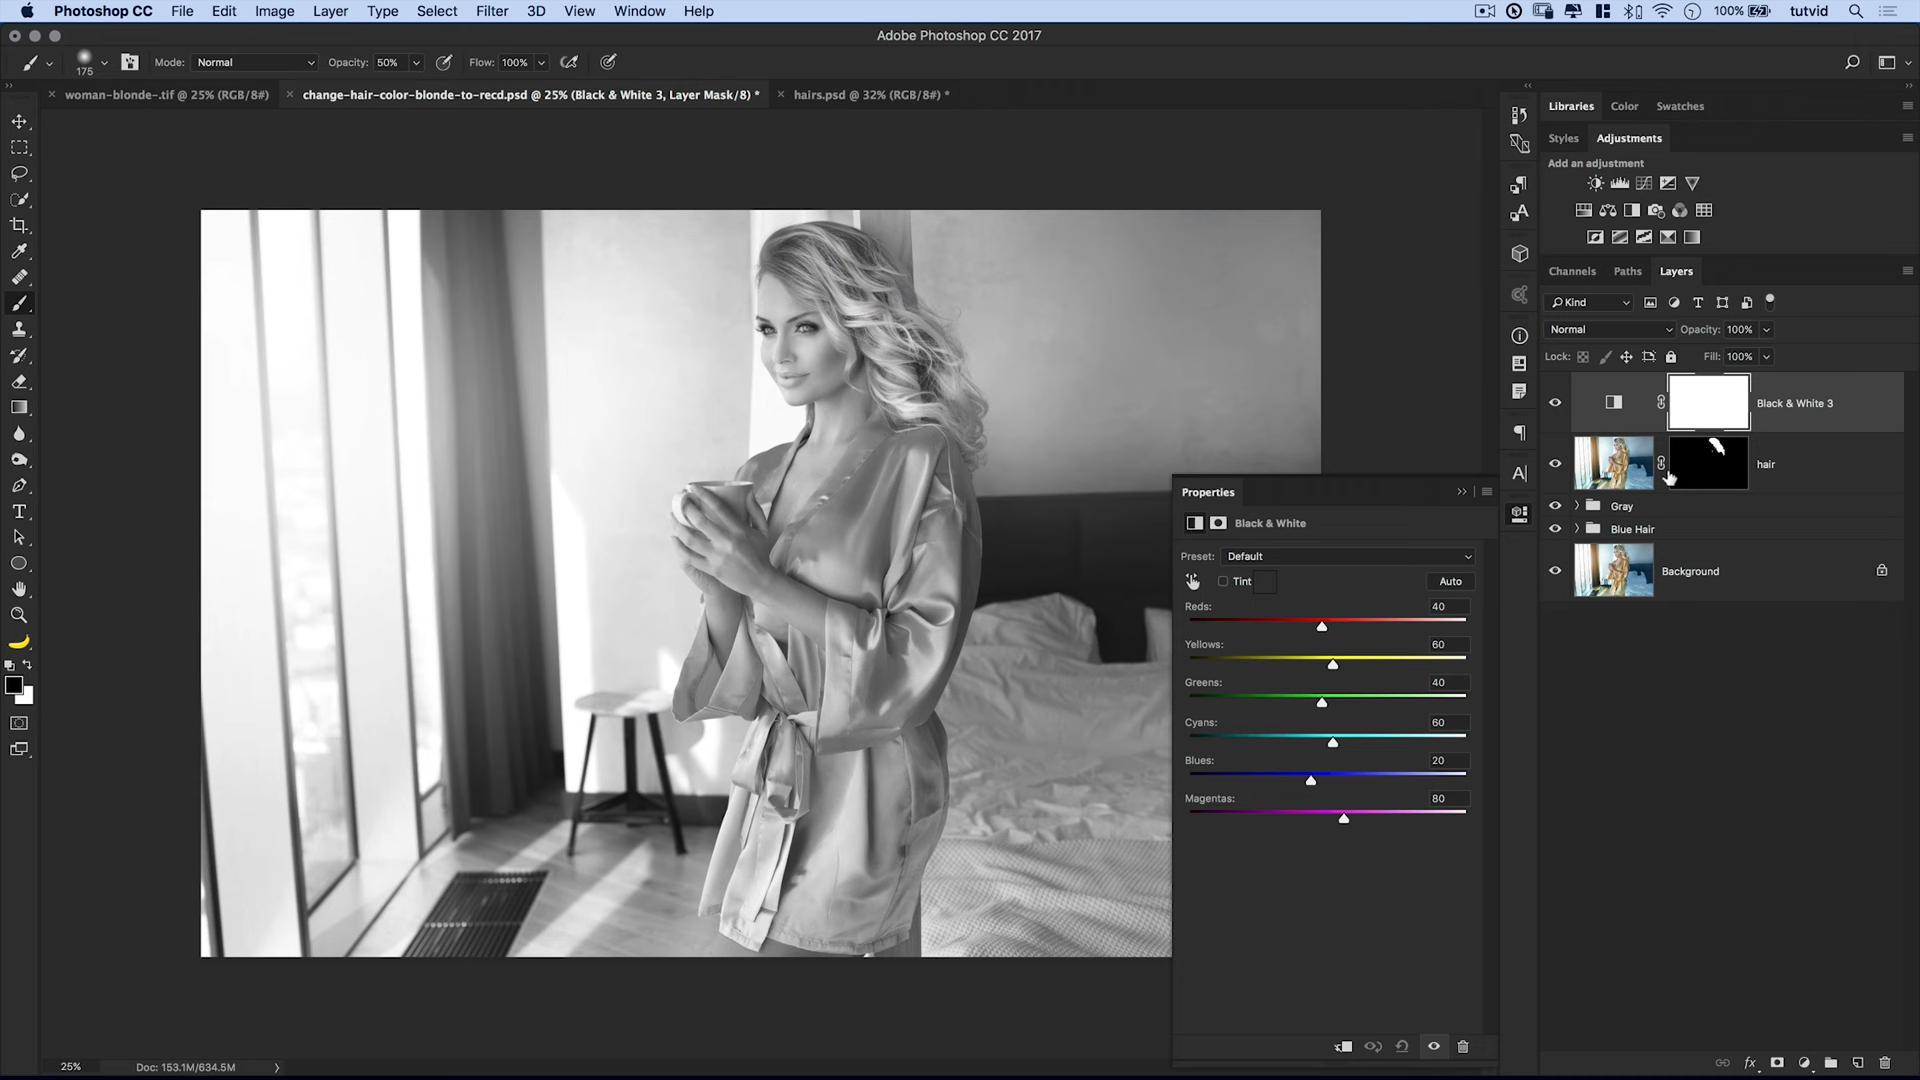 Photoshop CC File Edit Image Layer Type Select Filter 3D View Window Help 100% tutvid
Adobe Photoshop CC 2017
175 Mode: Normal Opacity: 50% Flow: 100%
woman-blonde-.tif @ 25% (RGB/8#) change-hair-color-blonde-to-recd.psd @ 25% (Black & White 3, Layer Mask/8) * hairs.psd @ 32% (RGB/8#) *
Libraries Color Swatches
Styles Adjustments
Add an adjustment
Channels Paths Layers
Kind
Normal Opacity: 100%
Lock: Fill: 100%
Black & White 3
hair
Gray
Blue Hair
Background
Properties
Black & White
Preset: Default
Tint Auto
Reds: 40
Yellows: 60
Greens: 40
Cyans: 60
Blues: 20
Magentas: 80
25% Doc: 153.1M/634.5M